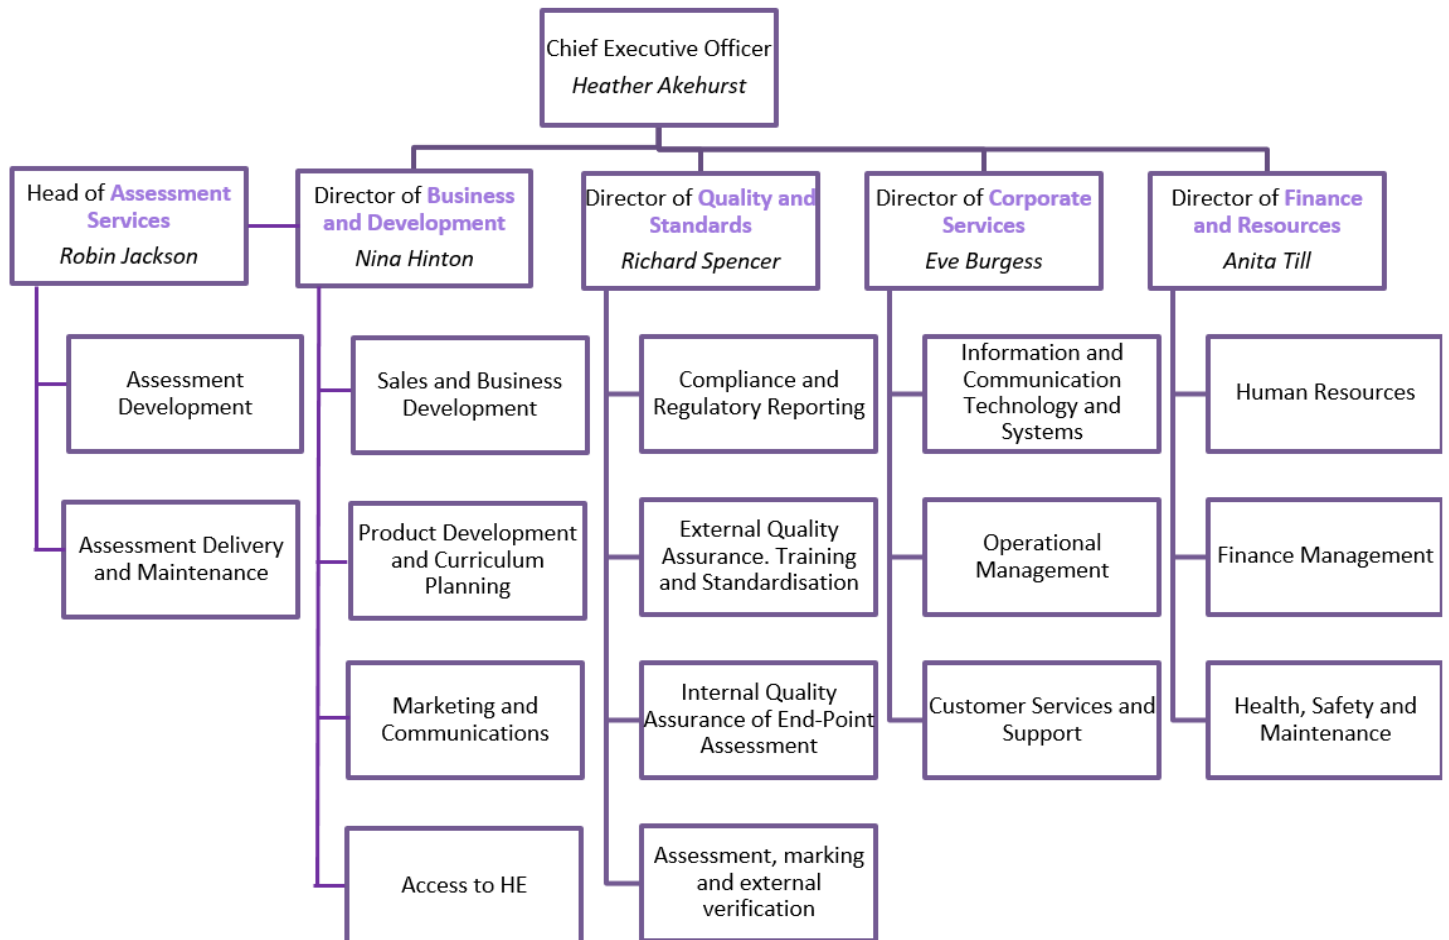 Chief Executive Officer
Heather Akehurst
Head of Assessment
Services
Robin Jackson
Director of Business
and Development
Nina Hinton
Director of Quality and
Standards
Richard Spencer
Director of Corporate
Services
Eve Burgess
Director of Finance
and Resources
Anita Till
Assessment
Development
Assessment Delivery
and Maintenance
Sales and Business
Development
Product Development
and Curriculum
Planning
Marketing and
Communications
Access to HE
Compliance and
Regulatory Reporting
External Quality
Assurance. Training
and Standardisation
Internal Quality
Assurance of End-Point
Assessment
Assessment, marking
and external
verification
Information and
Communication
Technology and
Systems
Operational
Management
Customer Services and
Support
Human Resources
Finance Management
Health, Safety and
Maintenance